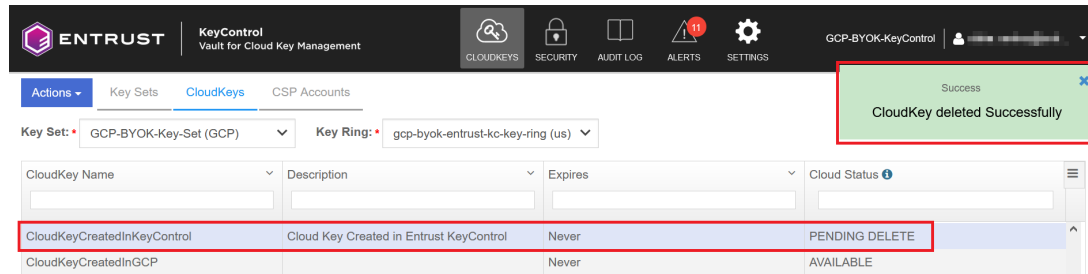 ENTRUST
KeyControl
Vault for Cloud Key Management
CLOUDKEYS
SECURITY
AUDIT LOG
11
ALERTS
SETTINGS
GCP-BYOK-KeyControl
Actions
Key Sets
CloudKeys
CSP Accounts
Success
CloudKey deleted Successfully
Key Set: * GCP-BYOK-Key-Set (GCP)
Key Ring: * gcp-byok-entrust-kc-key-ring (us)
CloudKey Name Description Expires Cloud Status
CloudKeyCreatedInKeyControl Cloud Key Created in Entrust KeyControl Never PENDING DELETE
CloudKeyCreatedInGCP Never AVAILABLE